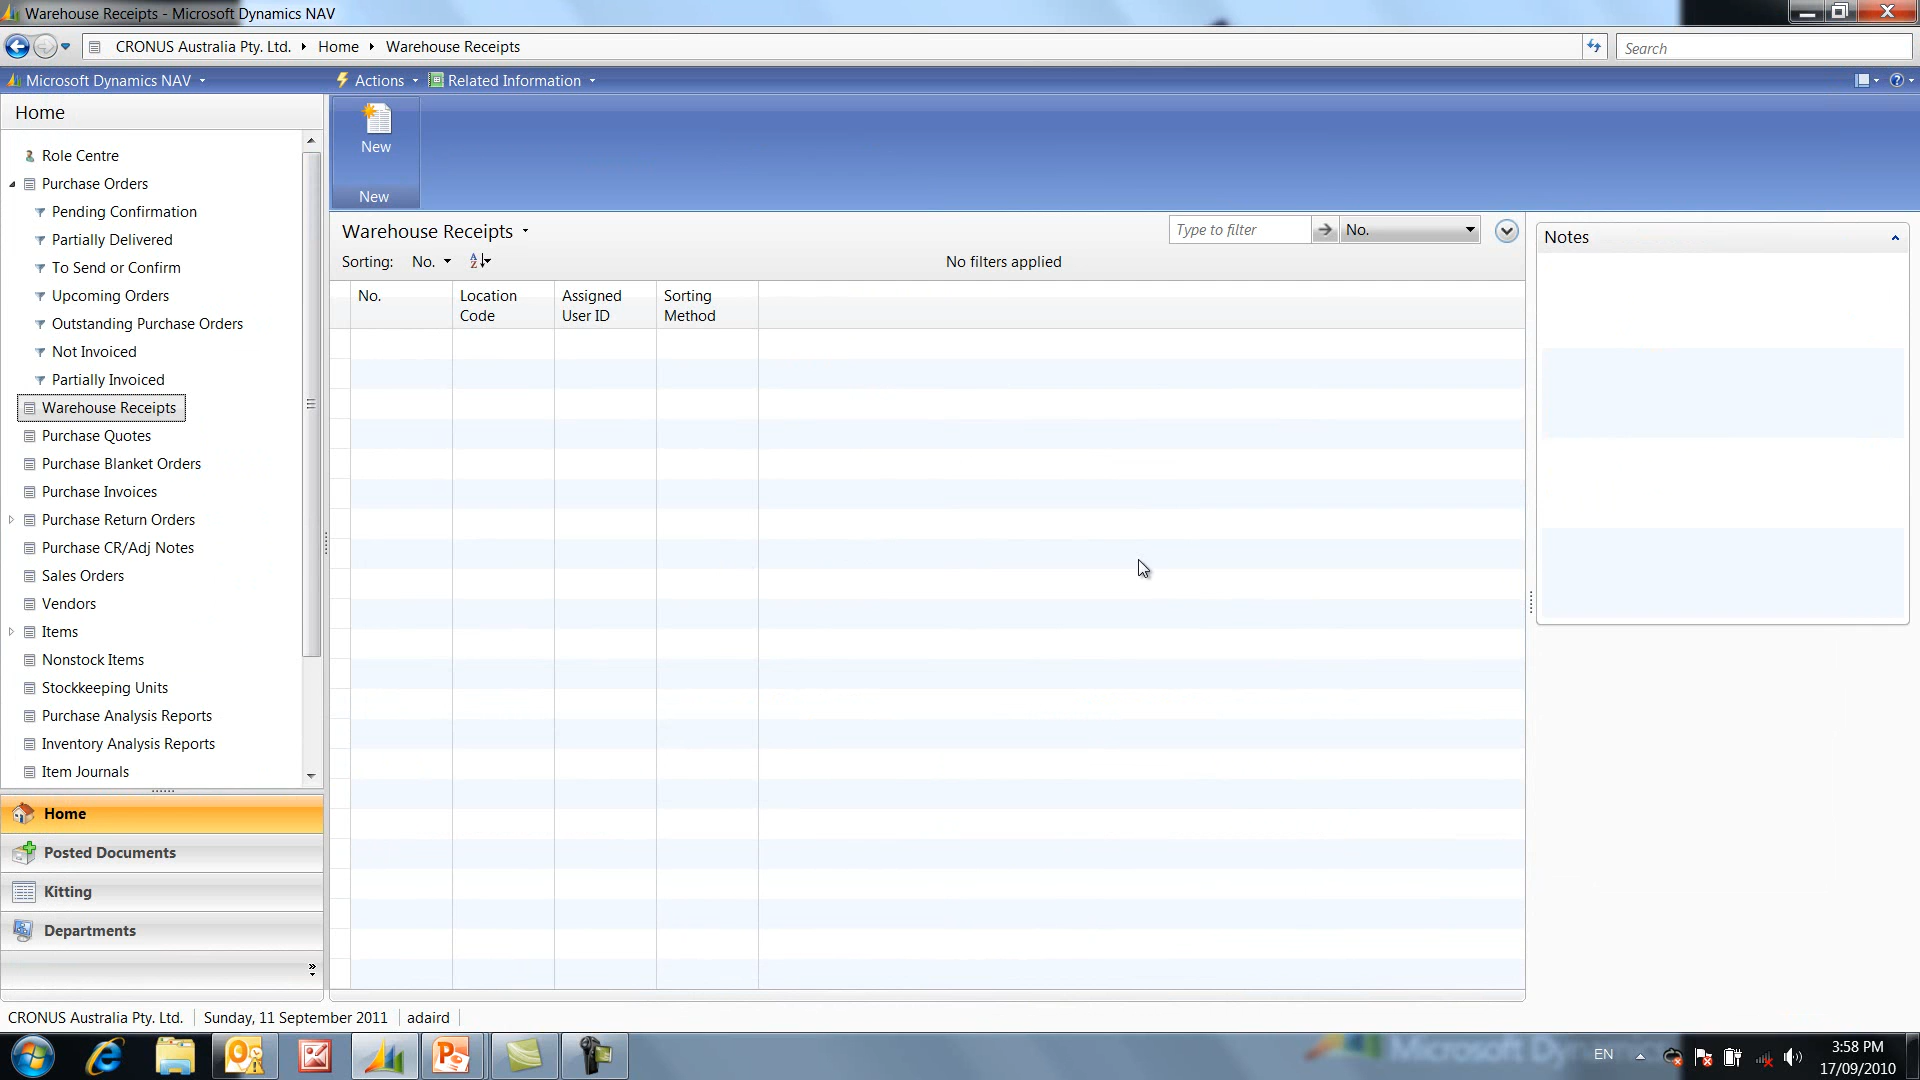 Warehouse Receipts - Microsoft Dynamics NAV
CRONUS Australia Pty. Ltd. Home Warehouse Receipts
Search
Microsoft Dynamics NAV
Actions
Related Information
Home
Role Centre
Purchase Orders
Pending Confirmation
Partially Delivered
To Send or Confirm
Upcoming Orders
Outstanding Purchase Orders
Not Invoiced
Partially Invoiced
Warehouse Receipts
Purchase Quotes
Purchase Blanket Orders
Purchase Invoices
Purchase Return Orders
Purchase CR/Adj Notes
Sales Orders
Vendors
Items
Nonstock Items
Stockkeeping Units
Purchase Analysis Reports
Inventory Analysis Reports
Item Journals
Home
Posted Documents
Kitting
Departments
New
New
Warehouse Receipts
Type to filter
No.
Sorting: No.
No filters applied
No.
Location Code
Assigned User ID
Sorting Method
Notes
CRONUS Australia Pty. Ltd. Sunday, 11 September 2011 adaird
EN
3:58 PM
17/09/2010